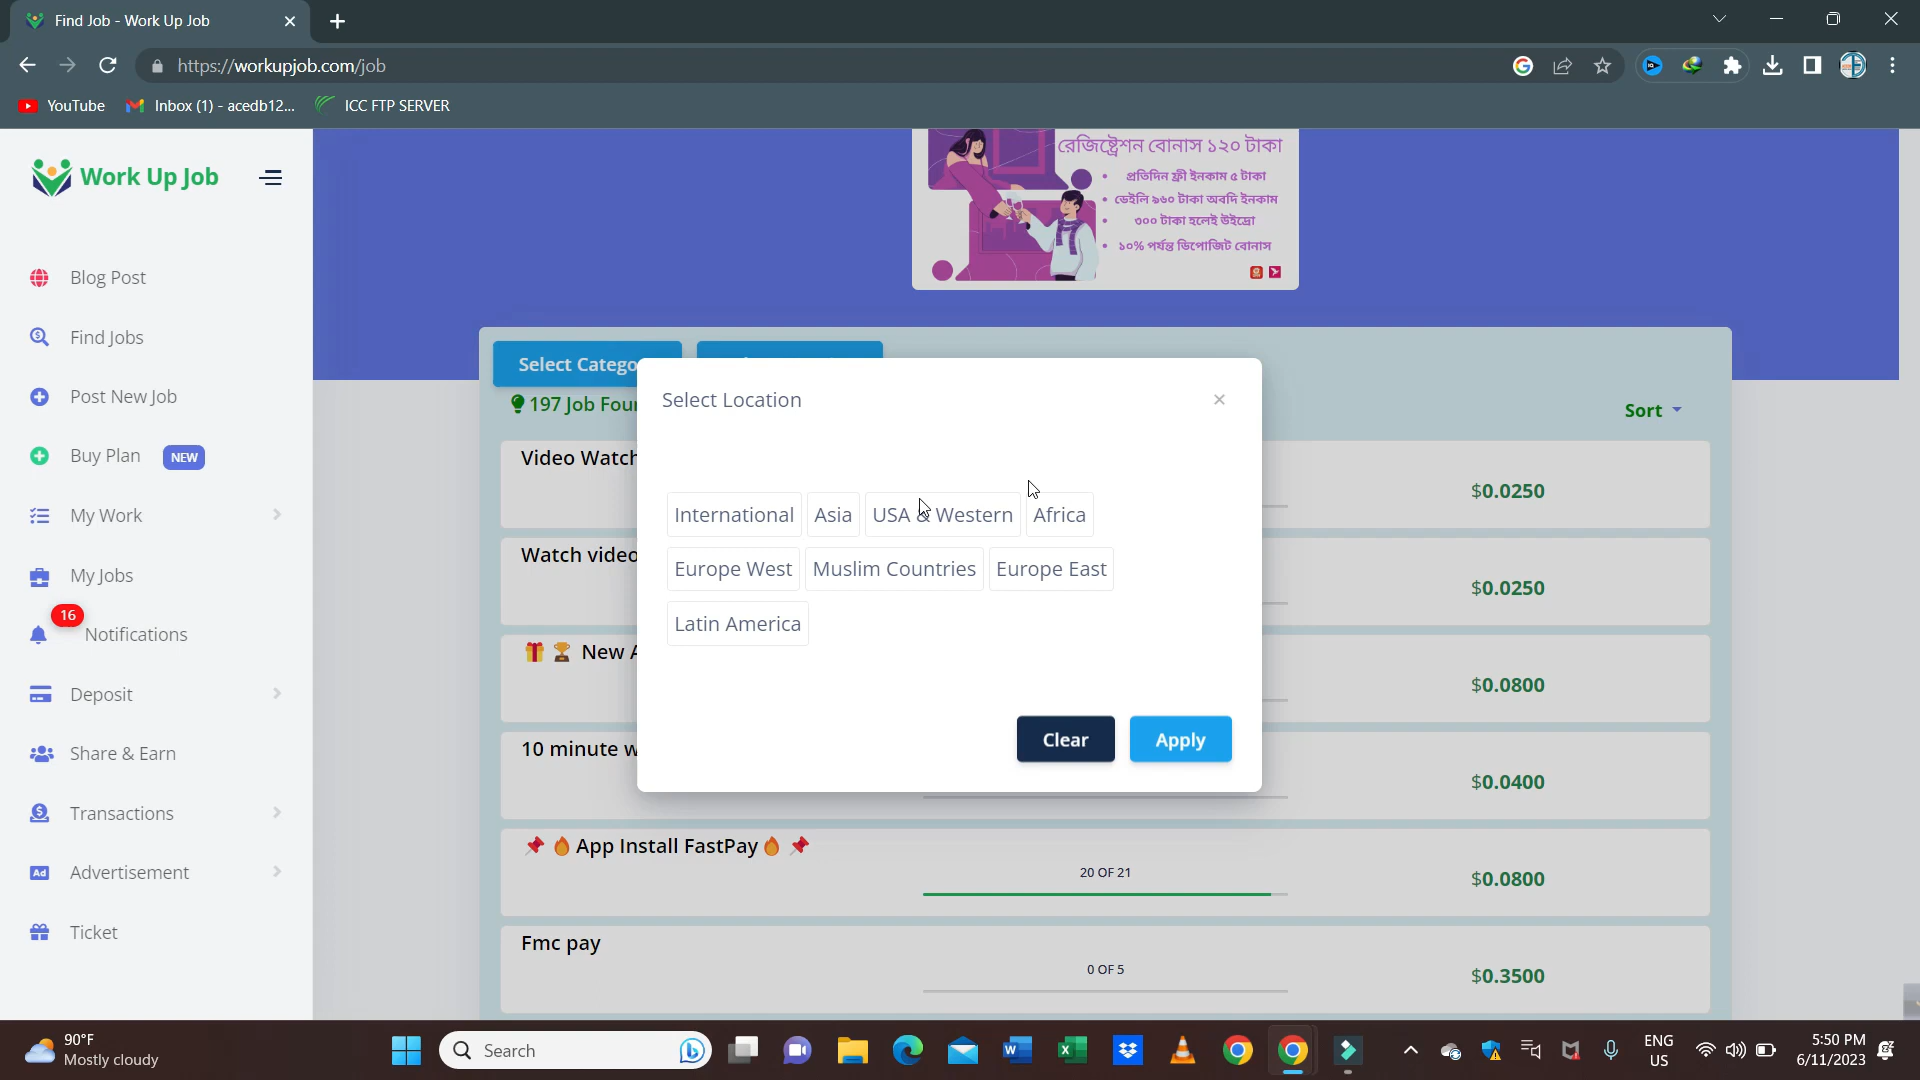 Find Job - Work Up Job
https://workupjob.com/job
YouTube
Inbox (1) - acedb12...
ICC FTP SERVER
Work Up Job
Blog Post
Find Jobs
Post New Job
Buy Plan NEW
My Work
My Jobs
16
Notifications
Deposit
Share & Earn
Transactions
Ad Advertisement
Ticket
রেজিষ্ট্রেশন বোনাস ১২০ টাকা
প্রতিদিন ফ্রী ইনকাম ৫ টাকা
ডেইলি ৯৬০ টাকা অবদি ইনকাম
৩০০ টাকা হলেই উইড্রো
১০% পর্যন্ত ডিপোজিট বোনাস
Select Catego
197 Job Four
Sort
Select Location
International
Asia
USA & Western
Africa
Europe West
Muslim Countries
Europe East
Latin America
Clear
Apply
Video Watch
$0.0250
Watch video
$0.0250
New A
$0.0800
10 minute w
$0.0400
App Install FastPay
20 OF 21
$0.0800
Fmc pay
0 OF 5
$0.3500
90°F
Mostly cloudy
Search
ENG
US
5:50 PM
6/11/2023